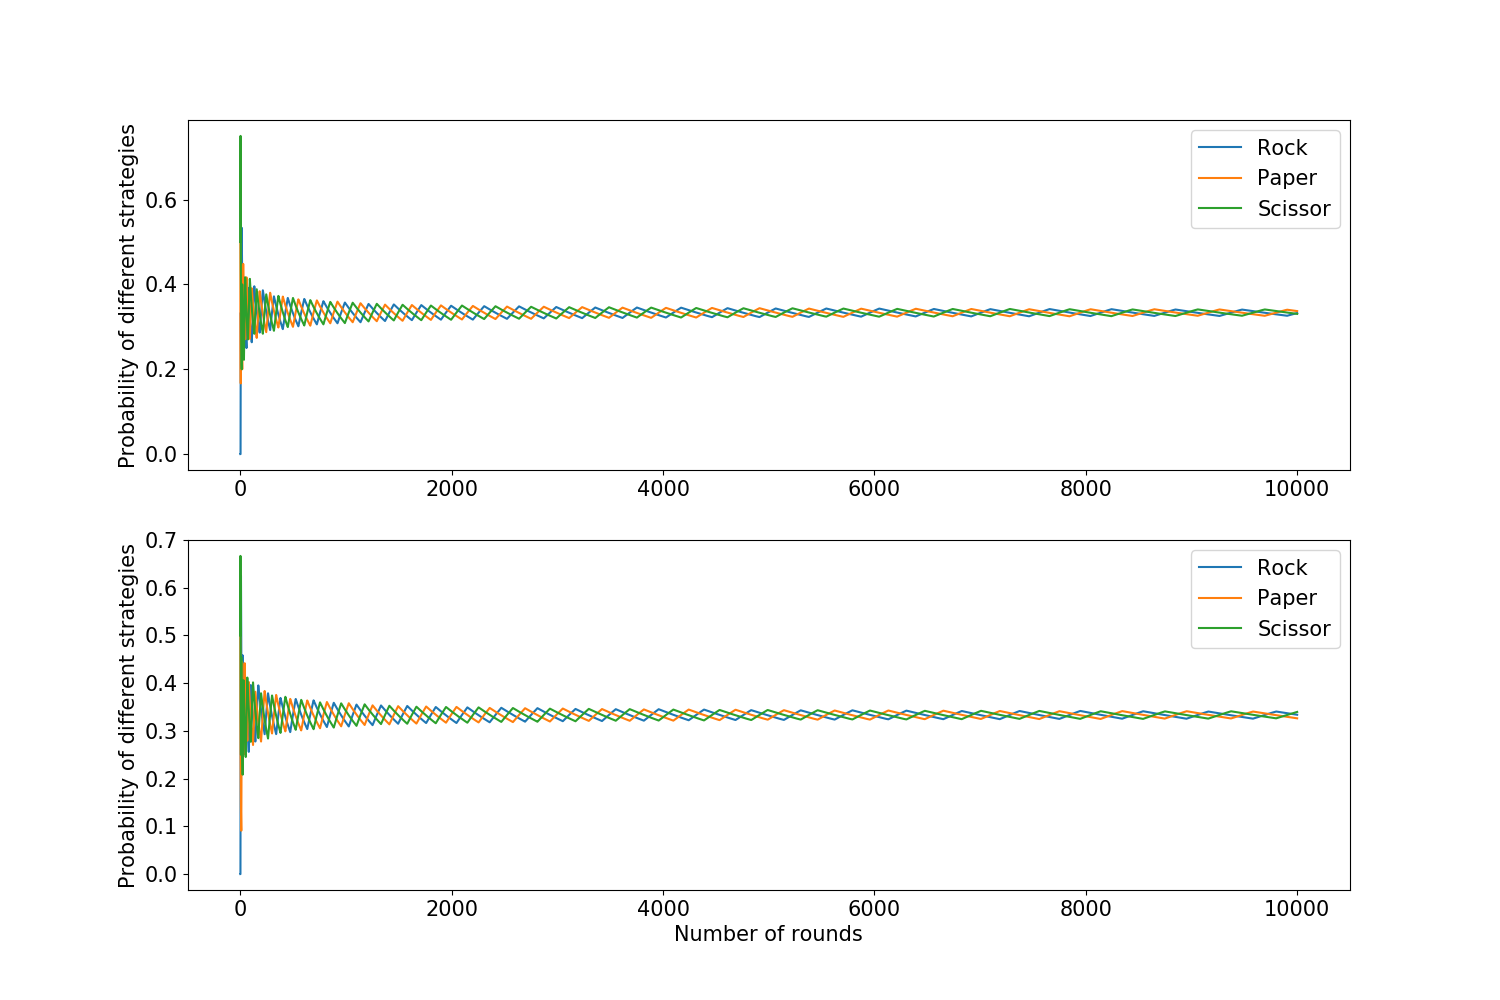 Probability of different strategies
0.6
0.4
0.2
0.0
Rock
Paper
Scissor
0 2000 4000 6000 8000 10000
Probability of different strategies
0.7
0.6
0.5
0.4
0.3
0.2
0.1
0.0
Rock
Paper
Scissor
0 2000 4000 6000 8000 10000
Number of rounds